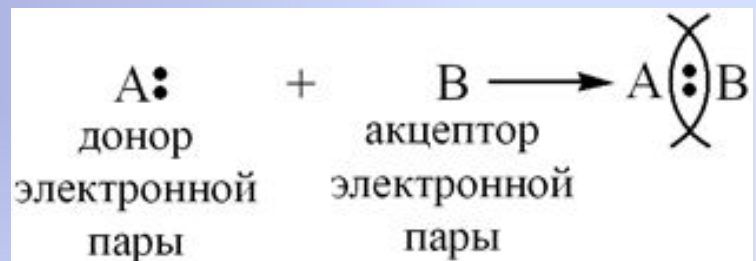 A: + B → A(:)B
донор
электронной
пары
акцептор
электронной
пары